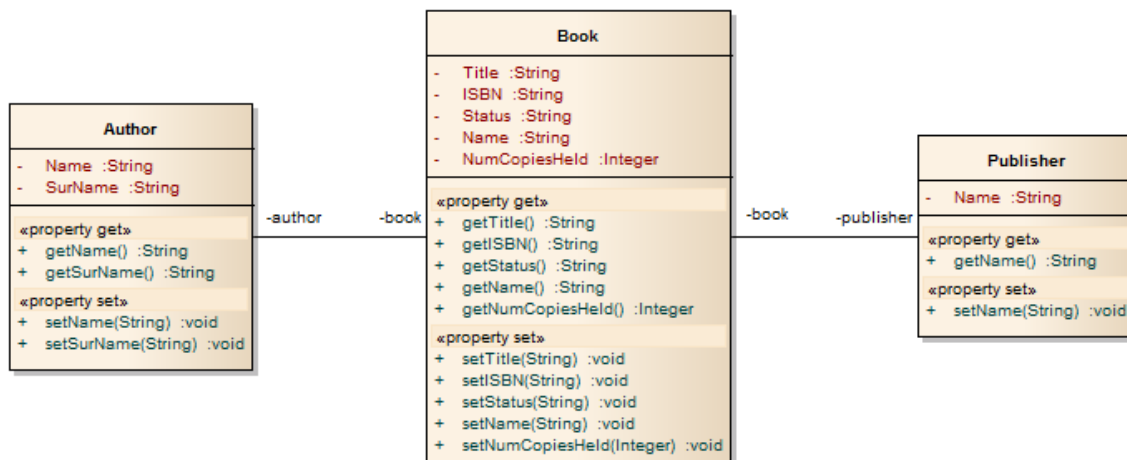 Author
- Name :String
- SurName :String
«property get»
+ getName() :String
+ getSurName() :String
«property set»
+ setName(String) :void
+ setSurName(String) :void
-author
-book
Book
- Title :String
- ISBN :String
- Status :String
- Name :String
- NumCopiesHeld :Integer
«property get»
+ getTitle() :String
+ getISBN() :String
+ getStatus() :String
+ getName() :String
+ getNumCopiesHeld() :Integer
«property set»
+ setTitle(String) :void
+ setISBN(String) :void
+ setStatus(String) :void
+ setName(String) :void
+ setNumCopiesHeld(Integer) :void
-book
-publisher
Publisher
- Name :String
«property get»
+ getName() :String
«property set»
+ setName(String) :void